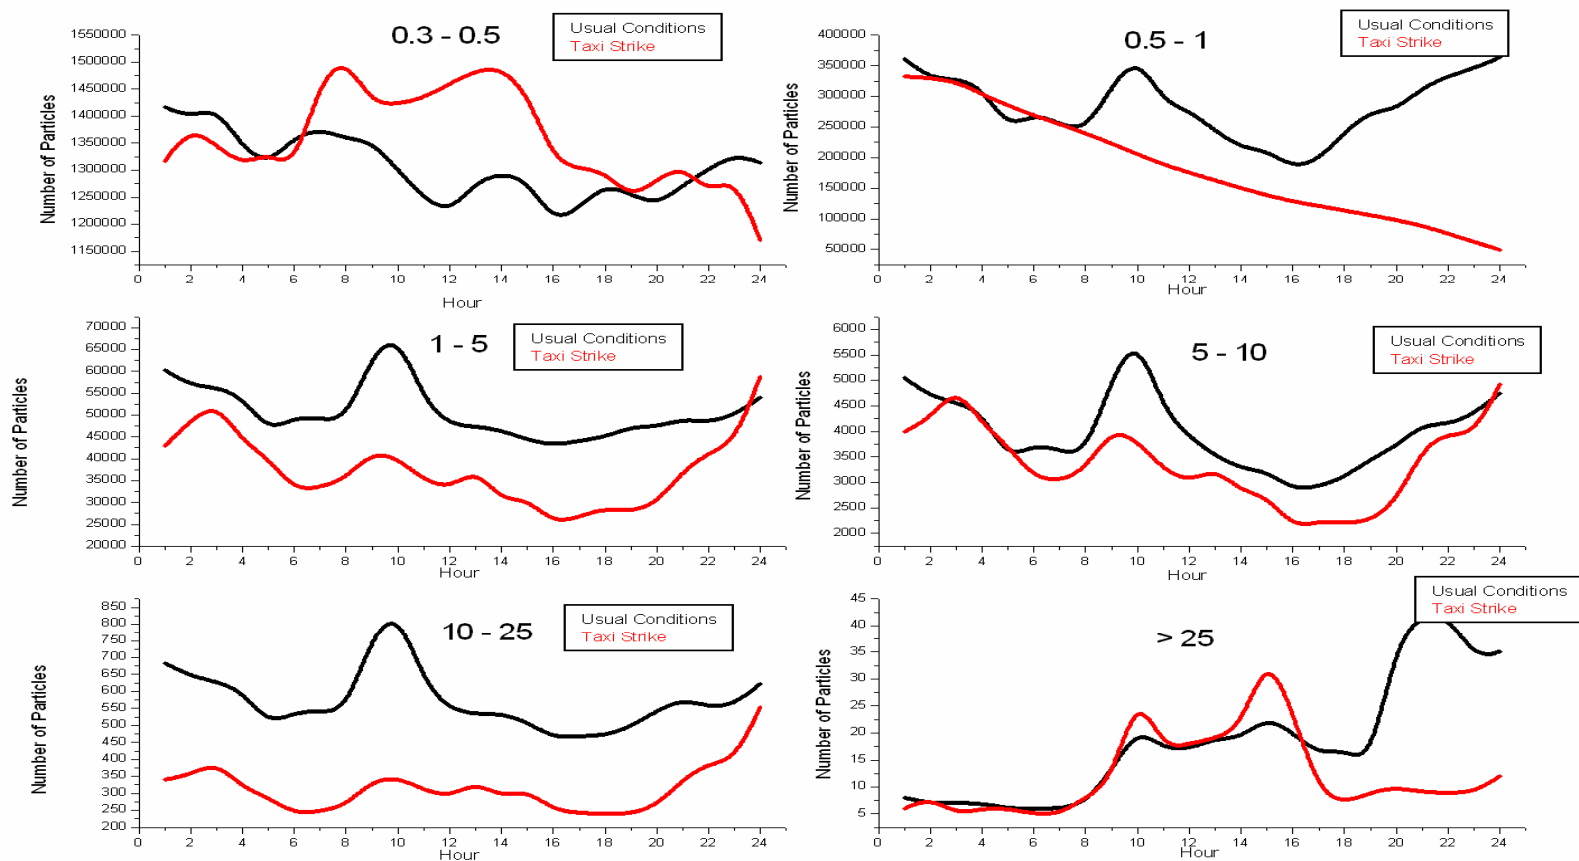 0.3 - 0.5
Usual Conditions
Taxi Strike
Number of Particles
1550000
1500000
1450000
1400000
1350000
1300000
1250000
1200000
1150000
0 2 4 6 8 10 12 14 16 18 20 22 24
Hour
0.5 - 1
Usual Conditions
Taxi Strike
Number of Particles
400000
350000
300000
250000
200000
150000
100000
50000
0 2 4 6 8 10 12 14 16 18 20 22 24
Hour
1 - 5
Usual Conditions
Taxi Strike
Number of Particles
70000
65000
60000
55000
50000
45000
40000
35000
30000
25000
20000
0 2 4 6 8 10 12 14 16 18 20 22 24
Hour
5 - 10
Usual Conditions
Taxi Strike
Number of Particles
6000
5500
5000
4500
4000
3500
3000
2500
2000
0 2 4 6 8 10 12 14 16 18 20 22 24
Hour
10 - 25
Usual Conditions
Taxi Strike
Number of Particles
850
800
750
700
650
600
550
500
450
400
350
300
250
200
0 2 4 6 8 10 12 14 16 18 20 22 24
Hour
> 25
Usual Conditions
Taxi Strike
Number of Particles
45
40
35
30
25
20
15
10
5
0 2 4 6 8 10 12 14 16 18 20 22 24
Hour